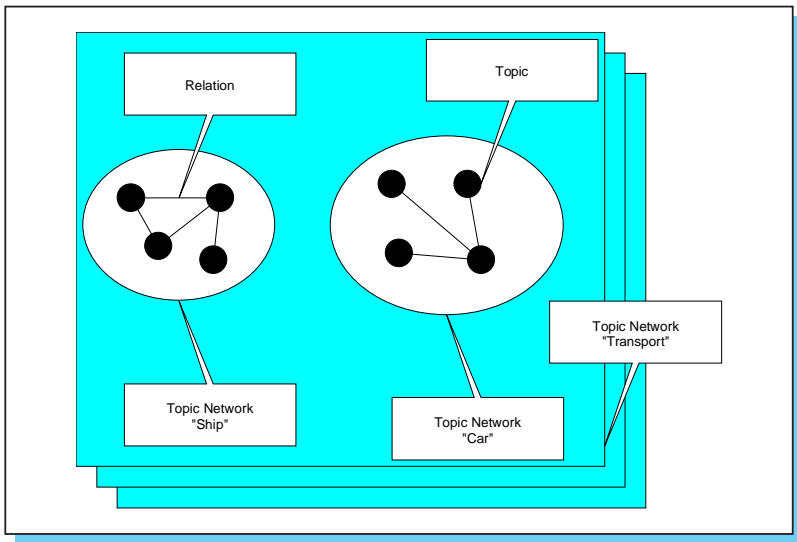 Relation
Topic
Topic Network
"Transport"
Topic Network
"Ship"
Topic Network
"Car"